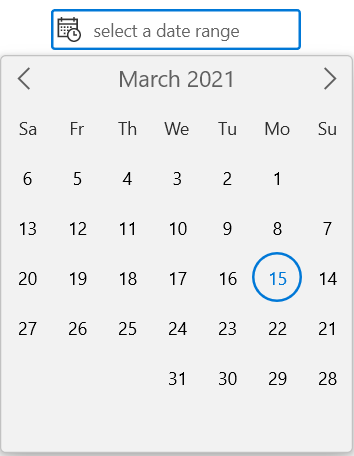 select a date range
March 2021
Sa Fr Th We Tu Mo Su
6 5 4 3 2 1
13 12 11 10 9 8 7
20 19 18 17 16 15 14
27 26 25 24 23 22 21
31 30 29 28